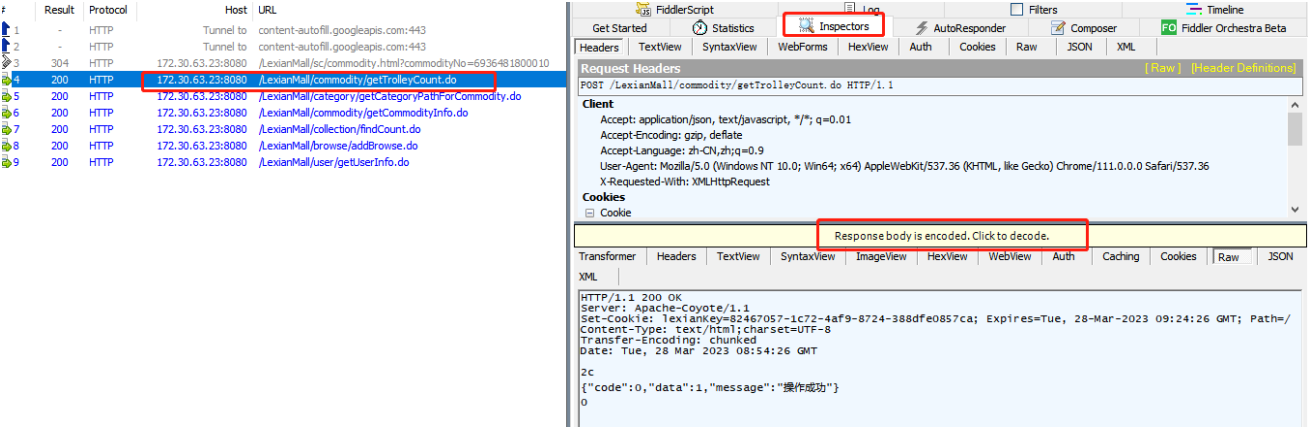 # Result Protocol Host URL
1 - HTTP Tunnel to content-autofill.googleapis.com:443
2 - HTTP Tunnel to content-autofill.googleapis.com:443
3 304 HTTP 172.30.63.23:8080 /LexianMall/sc/commodity.html?commodityNo=6936481800010
4 200 HTTP 172.30.63.23:8080 /LexianMall/commodity/getTrolleyCount.do
5 200 HTTP 172.30.63.23:8080 /LexianMall/category/getCategoryPathForCommodity.do
6 200 HTTP 172.30.63.23:8080 /LexianMall/commodity/getCommodityInfo.do
7 200 HTTP 172.30.63.23:8080 /LexianMall/collection/findCount.do
8 200 HTTP 172.30.63.23:8080 /LexianMall/browse/addBrowse.do
9 200 HTTP 172.30.63.23:8080 /LexianMall/user/getUserInfo.do
FiddlerScript Log Filters Timeline
Get Started Statistics Inspectors AutoResponder Composer FO Fiddler Orchestra Beta
Headers TextView SyntaxView WebForms HexView Auth Cookies Raw JSON XML
Request Headers [ Raw ] [Header Definitions]
POST /LexianMall/commodity/getTrolleyCount.do HTTP/1.1
Client
Accept: application/json, text/javascript, */*; q=0.01
Accept-Encoding: gzip, deflate
Accept-Language: zh-CN,zh;q=0.9
User-Agent: Mozilla/5.0 (Windows NT 10.0; Win64; x64) AppleWebKit/537.36 (KHTML, like Gecko) Chrome/111.0.0.0 Safari/537.36
X-Requested-With: XMLHttpRequest
Cookies
Cookie
Response body is encoded. Click to decode.
Transformer Headers TextView SyntaxView ImageView HexView WebView Auth Caching Cookies Raw JSON
XML
HTTP/1.1 200 OK
Server: Apache-Coyote/1.1
Set-Cookie: lexianKey=82467057-1c72-4af9-8724-388dfe0857ca; Expires=Tue, 28-Mar-2023 09:24:26 GMT; Path=/
Content-Type: text/html;charset=UTF-8
Transfer-Encoding: chunked
Date: Tue, 28 Mar 2023 08:54:26 GMT
2c
{"code":0,"data":1,"message":"操作成功"}
0